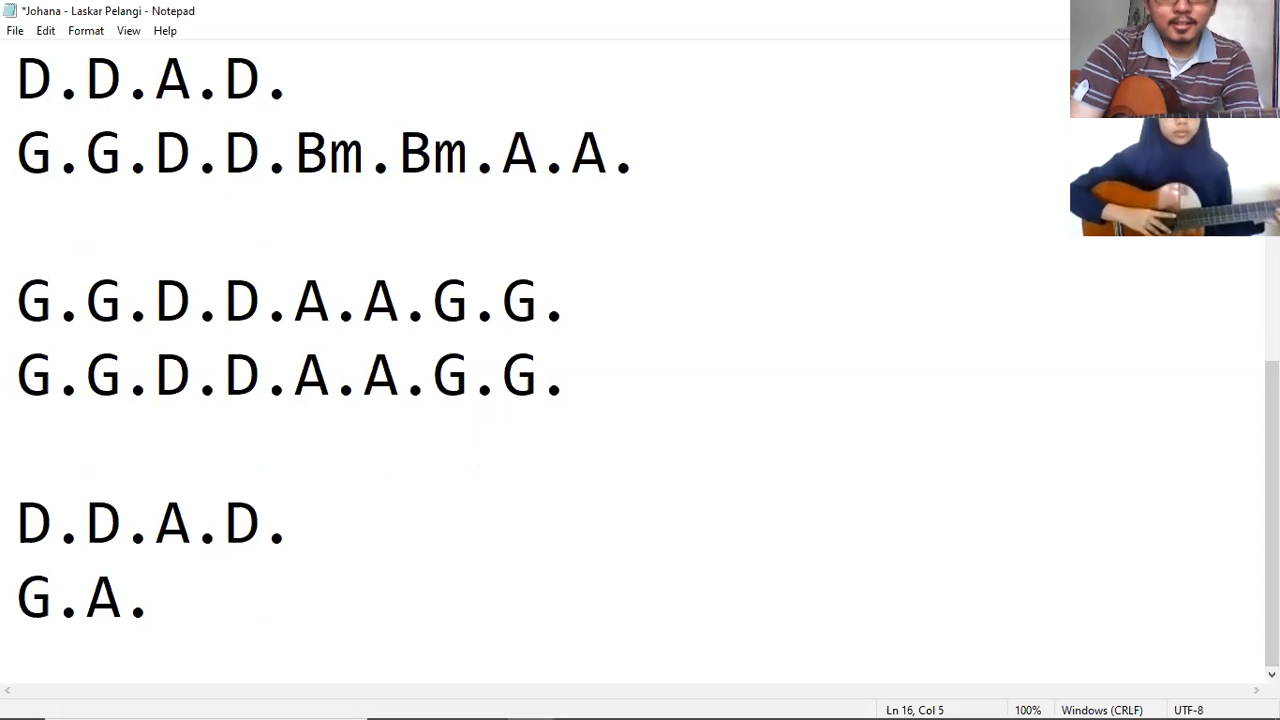 *Johana - Laskar Pelangi - Notepad
File Edit Format View Help
D.D.A.D.
G.G.D.D.Bm.Bm.A.A.
G.G.D.D.A.A.G.G.
G.G.D.D.A.A.G.G.
D.D.A.D.
G.A.
Ln 16, Col 5 100% Windows (CRLF) UTF-8